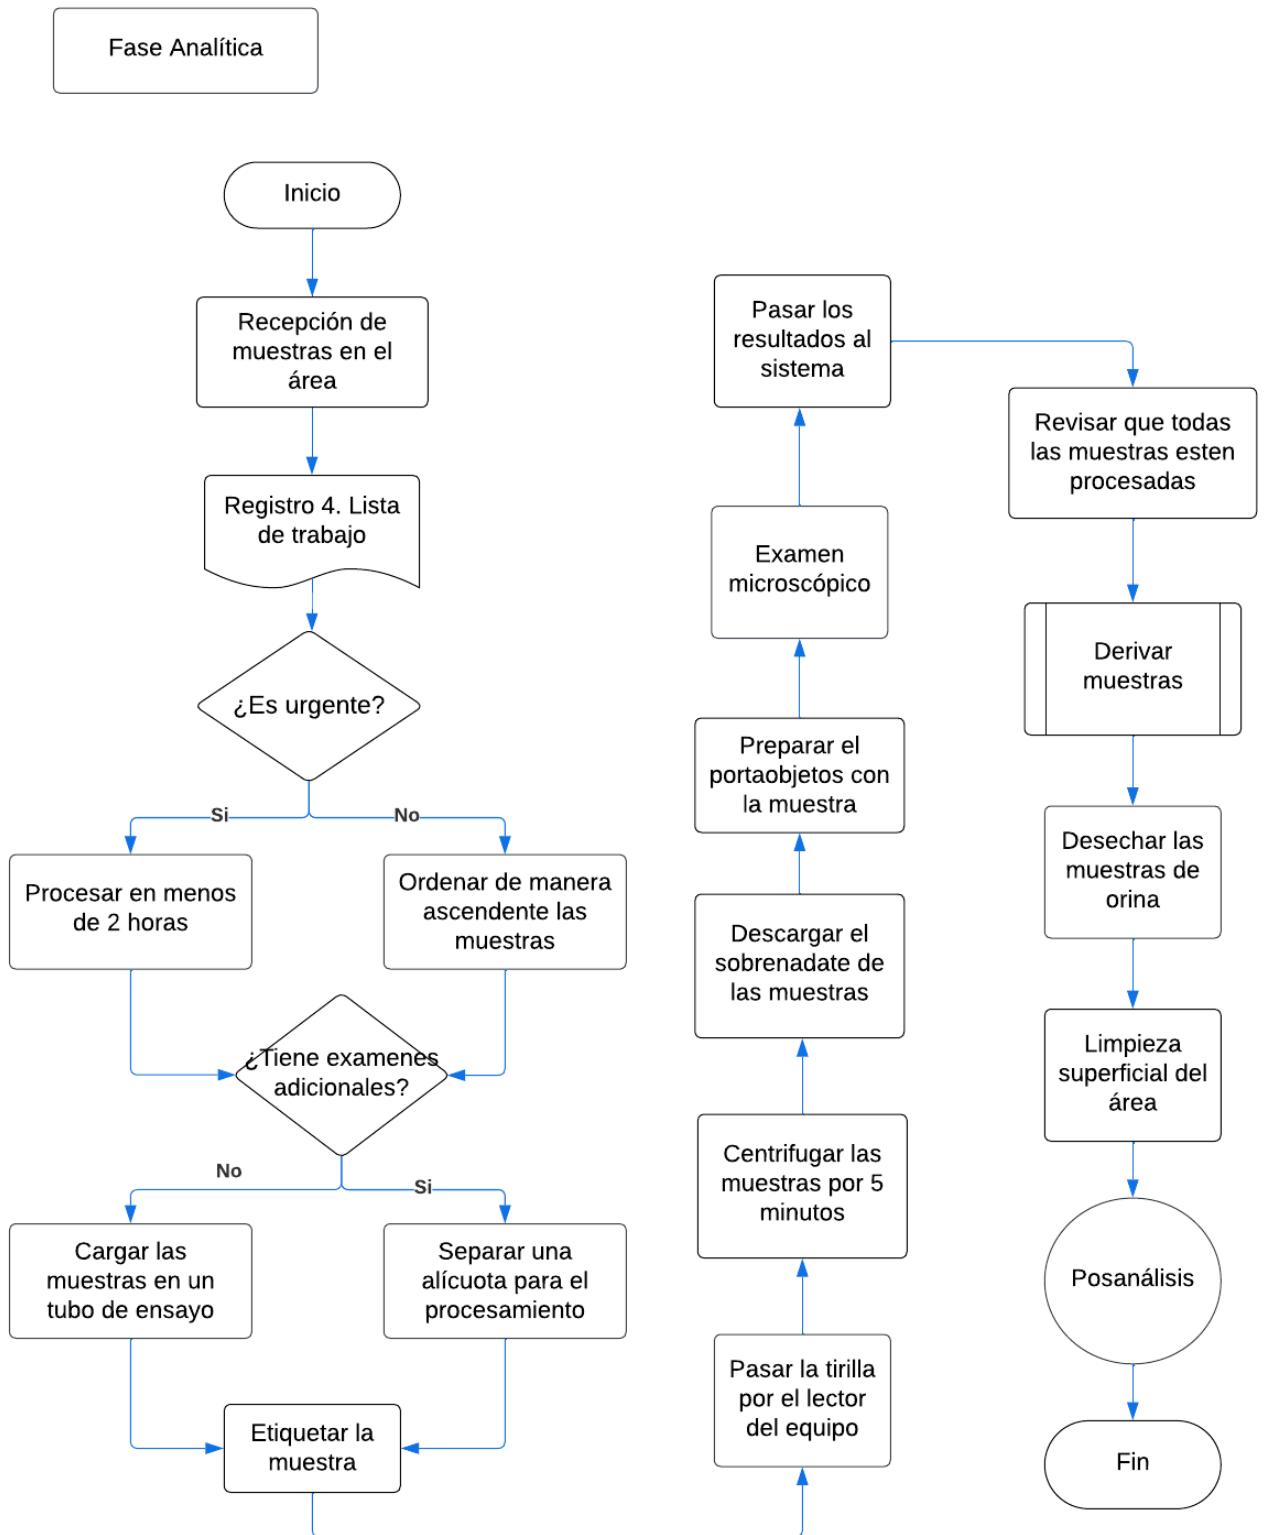 Fase Analítica
Inicio
Recepción de
muestras en el
área
Registro 4. Lista
de trabajo
¿Es urgente?
Si
No
Procesar en menos
de 2 horas
Ordenar de manera
ascendente las
muestras
¿Tiene examenes
adicionales?
No
Si
Cargar las
muestras en un
tubo de ensayo
Separar una
alícuota para el
procesamiento
Etiquetar la
muestra
Pasar la tirilla
por el lector
del equipo
Centrifugar las
muestras por 5
minutos
Descargar el
sobrenadate de
las muestras
Preparar el
portaobjetos con
la muestra
Examen
microscópico
Pasar los
resultados al
sistema
Revisar que todas
las muestras esten
procesadas
Derivar
muestras
Desechar las
muestras de
orina
Limpieza
superficial del
área
Posanálisis
Fin